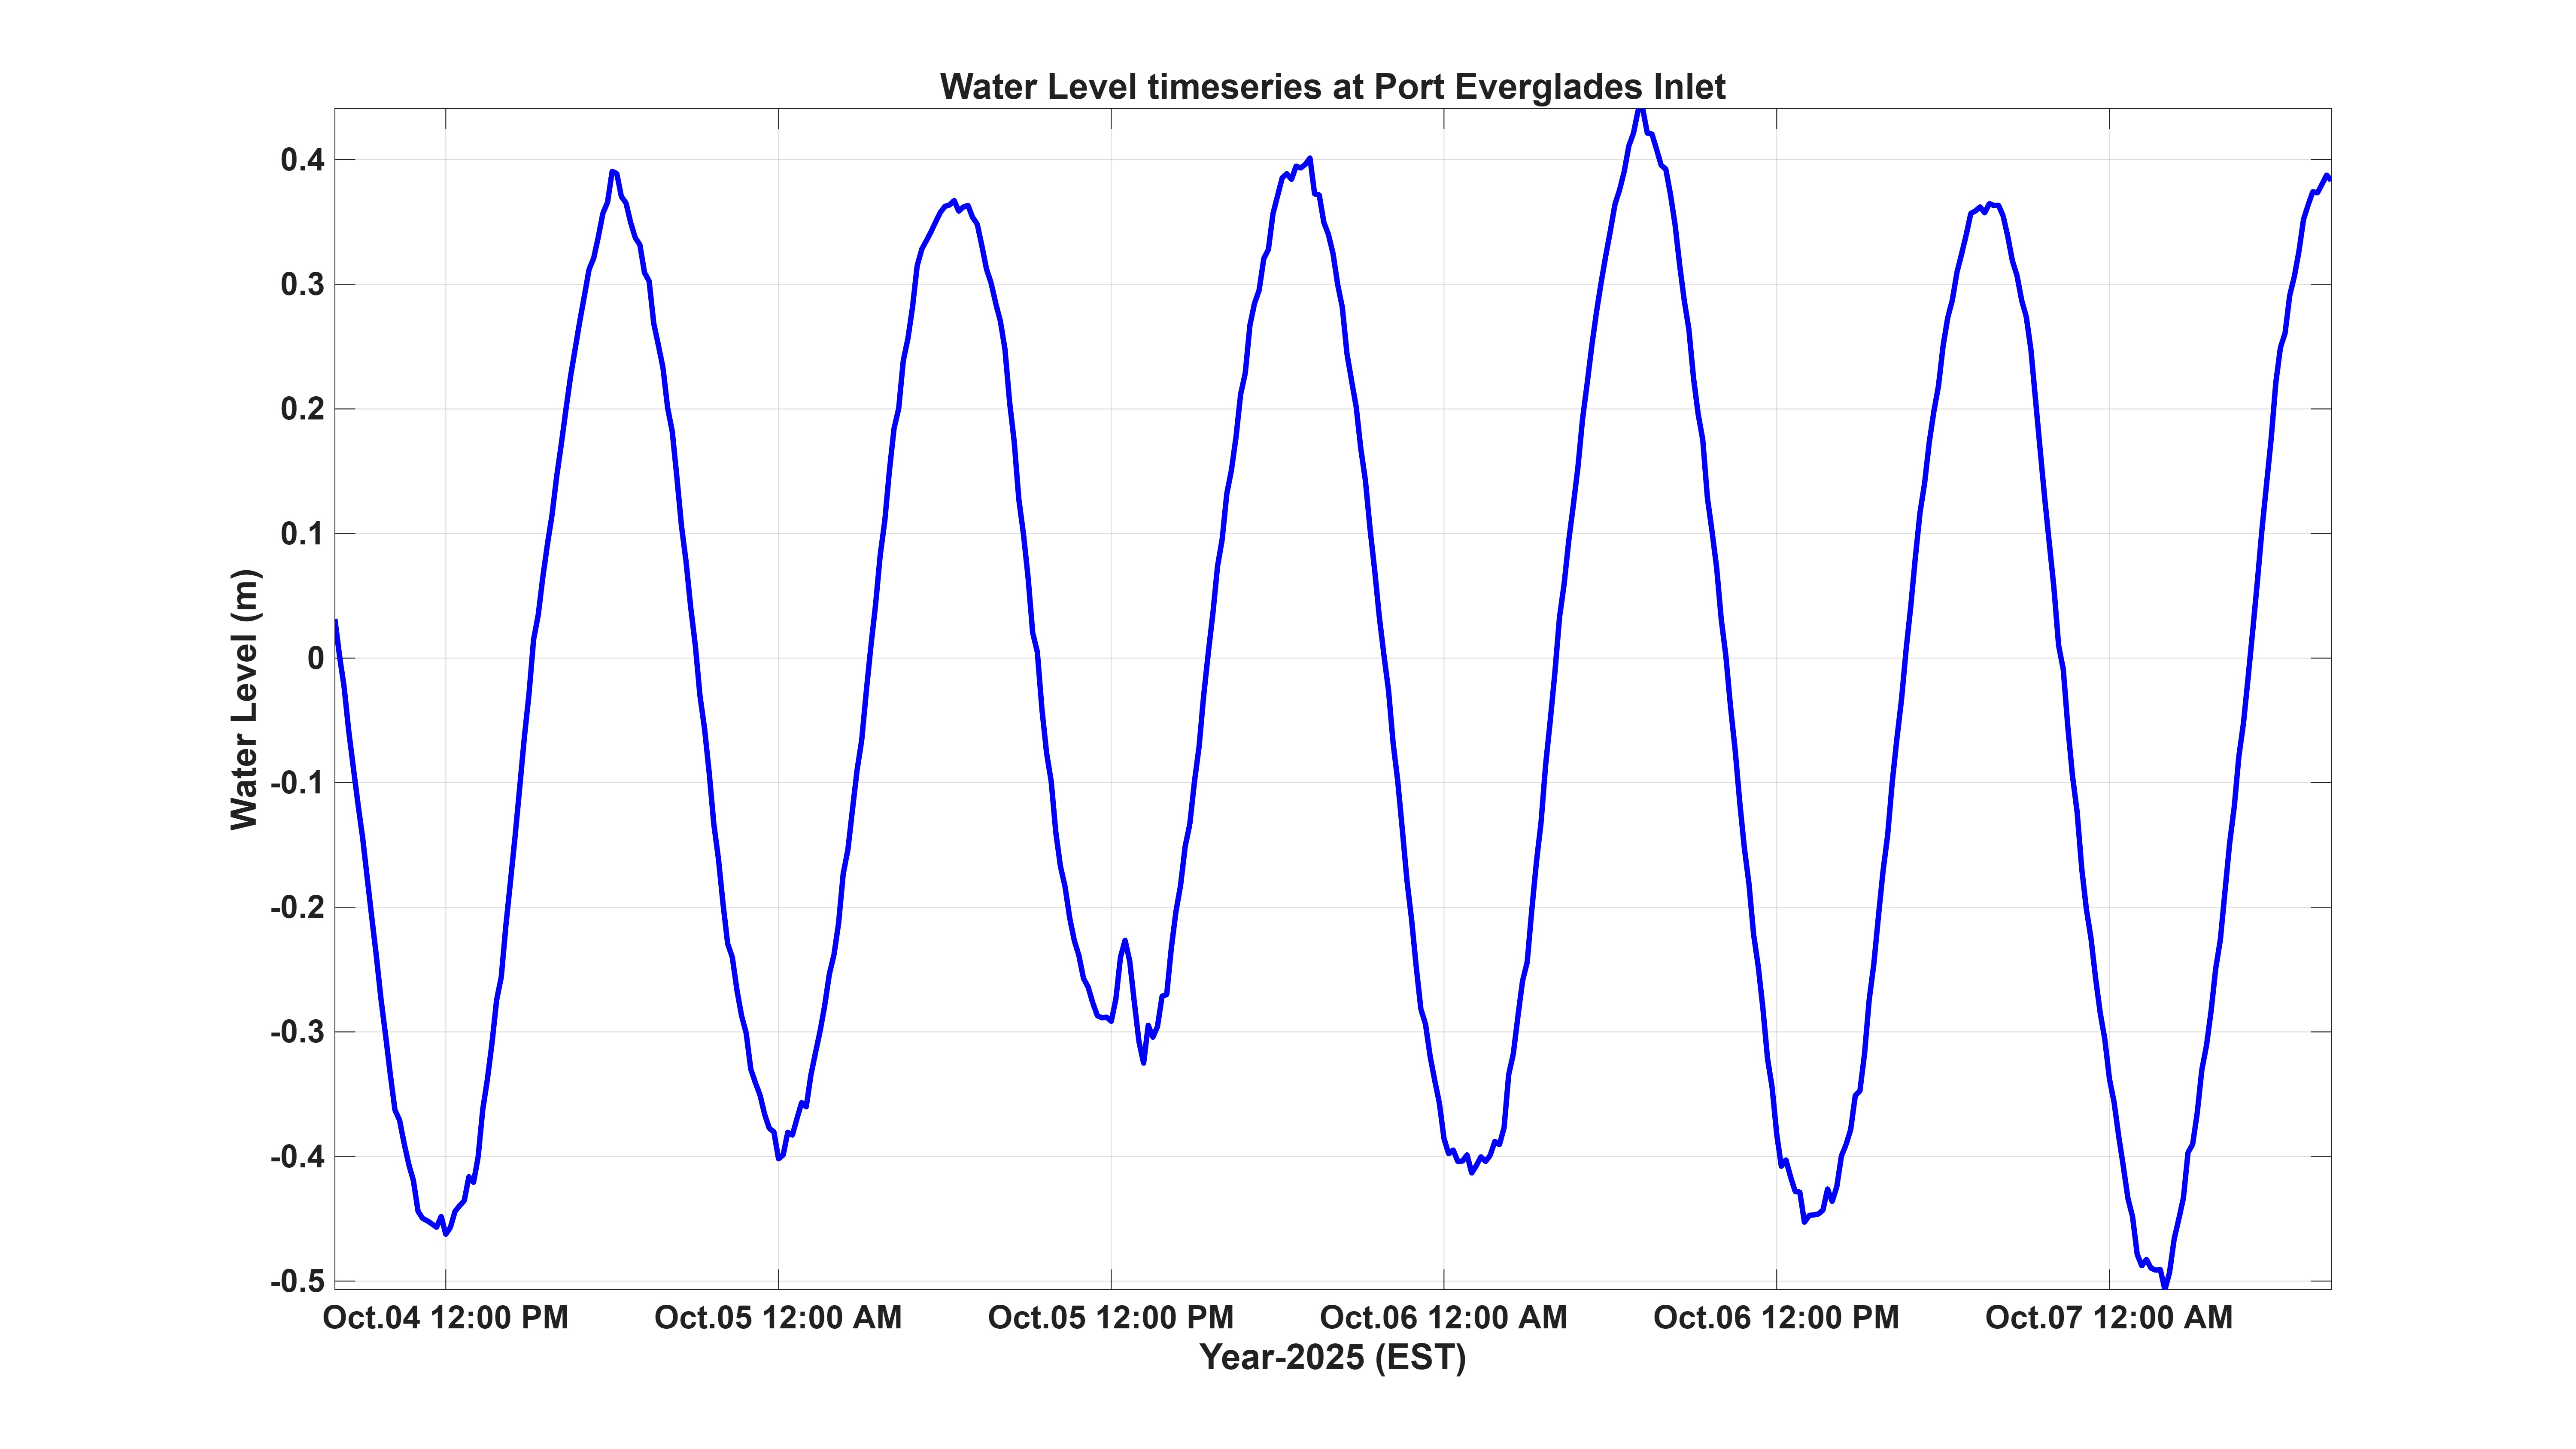 Water Level timeseries at Port Everglades Inlet
Water Level (m)
0.4
0.3
0.2
0.1
0
-0.1
-0.2
-0.3
-0.4
-0.5
Oct.04 12:00 PM
Oct.05 12:00 AM
Oct.05 12:00 PM
Oct.06 12:00 AM
Oct.06 12:00 PM
Oct.07 12:00 AM
Year-2025 (EST)